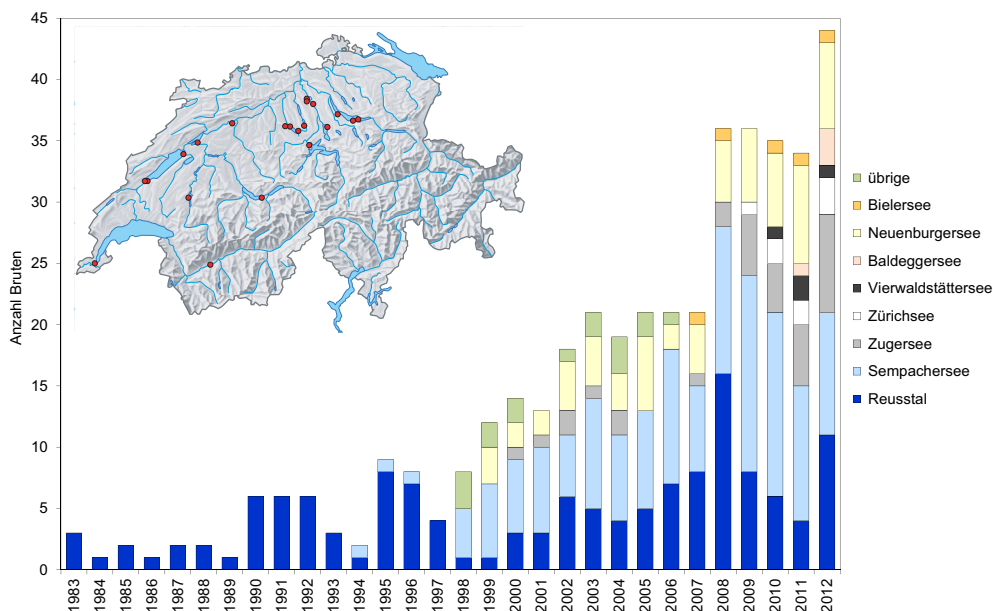 45
40
35
30
25
20
15
10
5
0
Anzahl Bruten
1983 1984 1985 1986 1987 1988 1989 1990 1991 1992 1993 1994 1995 1996 1997 1998 1999 2000 2001 2002 2003 2004 2005 2006 2007 2008 2009 2010 2011 2012
übrige
Bielersee
Neuenburgersee
Baldeggersee
Vierwaldstättersee
Zürichsee
Zugersee
Sempachersee
Reusstal